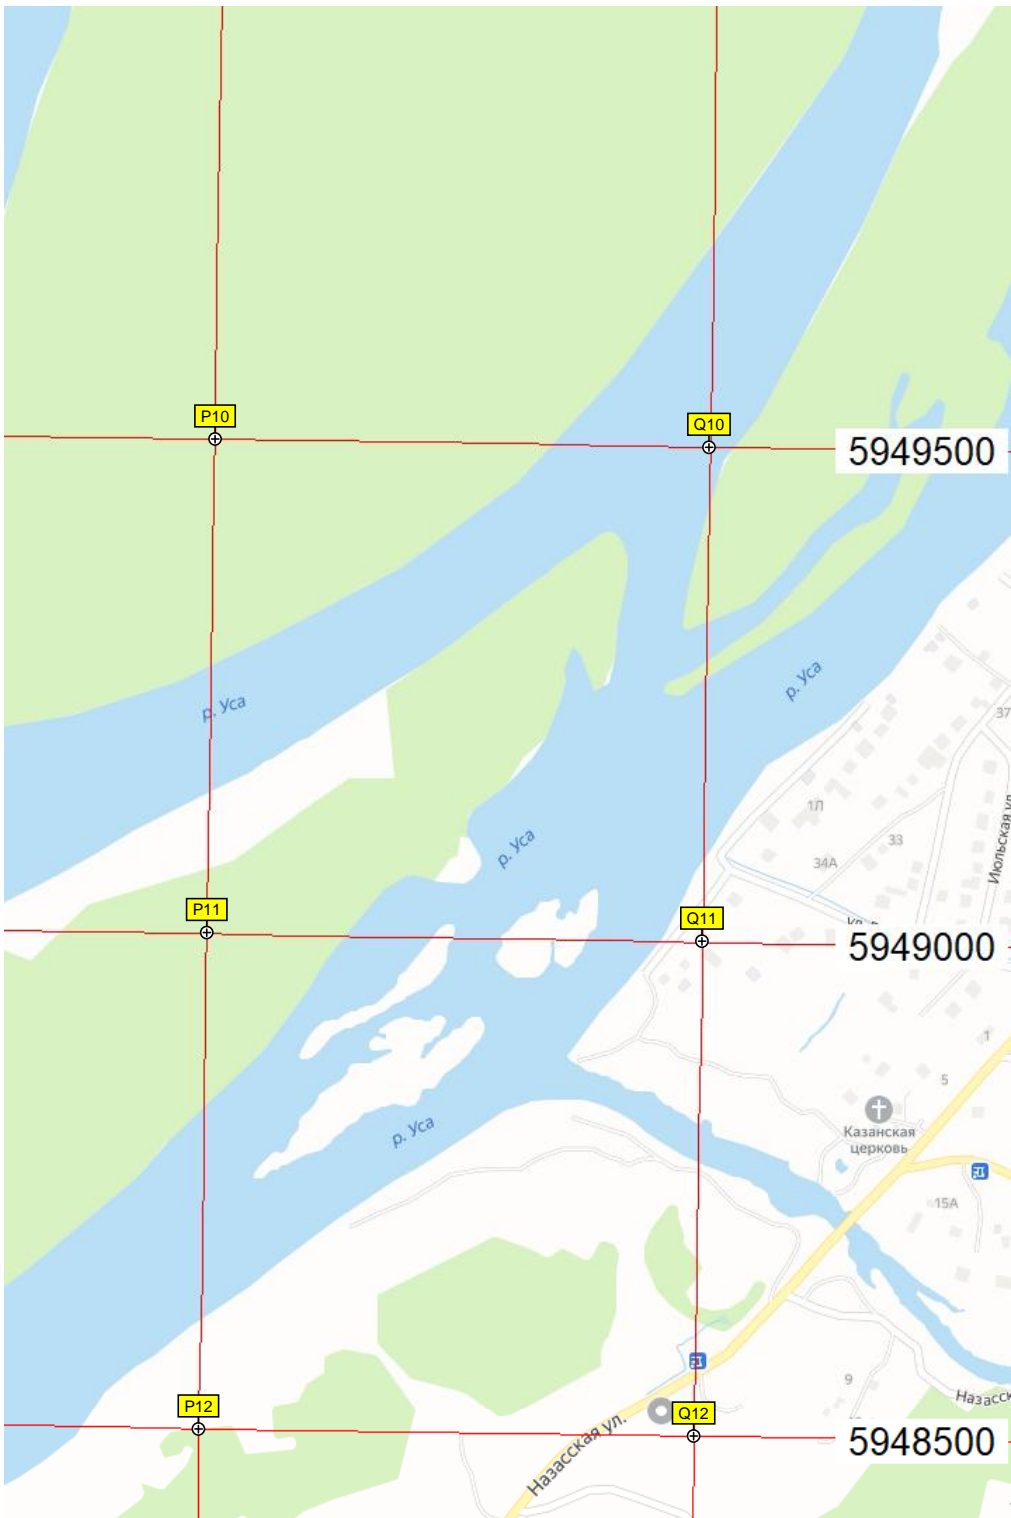 P10
Q10
5949500
р. Уса
р. Уса
37
1Л
Июльская ул
33
р. Уса
34А
P11
Q11
5949000
1
5
Казанская
церковь
р. Уса
15А
9
P12
Q12
Назасск
Назасская ул.
5948500